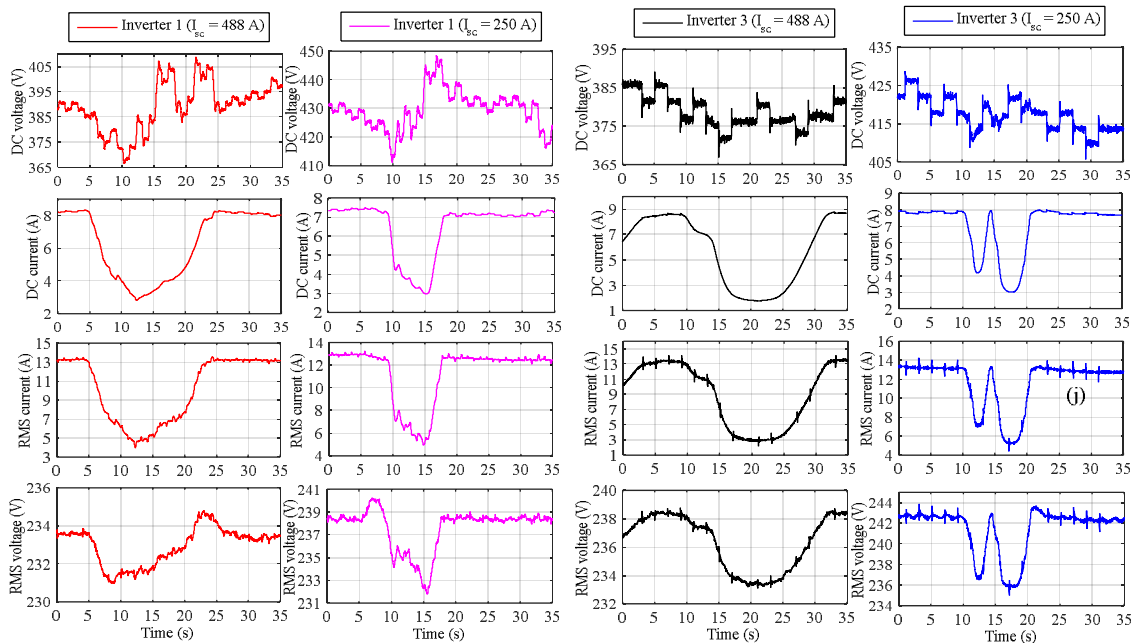 Inverter 1 (Isc = 488 A)
Inverter 1 (Isc = 250 A)
Inverter 3 (Isc = 488 A)
Inverter 3 (Isc = 250 A)
DC voltage (V)
405
395
385
375
365
0 5 10 15 20 25 30 35
DC voltage (V)
450
440
430
420
410
0 5 10 15 20 25 30 35
DC voltage (V)
395
385
375
365
0 5 10 15 20 25 30 35
DC voltage (V)
435
425
415
405
0 5 10 15 20 25 30 35
DC current (A)
8
6
4
2
0 5 10 15 20 25 30 35
DC current (A)
8
7
6
5
4
3
2
0 5 10 15 20 25 30 35
DC current (A)
9
7
5
3
1
0 5 10 15 20 25 30 35
DC current (A)
9
8
7
6
5
4
3
2
0 5 10 15 20 25 30 35
RMS current (A)
15
13
11
9
7
5
3
0 5 10 15 20 25 30 35
RMS current (A)
14
12
10
8
6
4
0 5 10 15 20 25 30 35
RMS current (A)
15
13
11
9
7
5
3
1
0 5 10 15 20 25 30 35
RMS current (A)
16
14
12
10
8
6
4
(j)
0 5 10 15 20 25 30 35
RMS voltage (V)
236
234
232
230
0 5 10 15 20 25 30 35
Time (s)
RMS voltage (V)
241
239
237
235
233
231
0 5 10 15 20 25 30 35
Time (s)
RMS voltage (V)
240
238
236
234
232
0 5 10 15 20 25 30 35
Time (s)
RMS voltage (V)
244
242
240
238
236
234
0 5 10 15 20 25 30 35
Time (s)